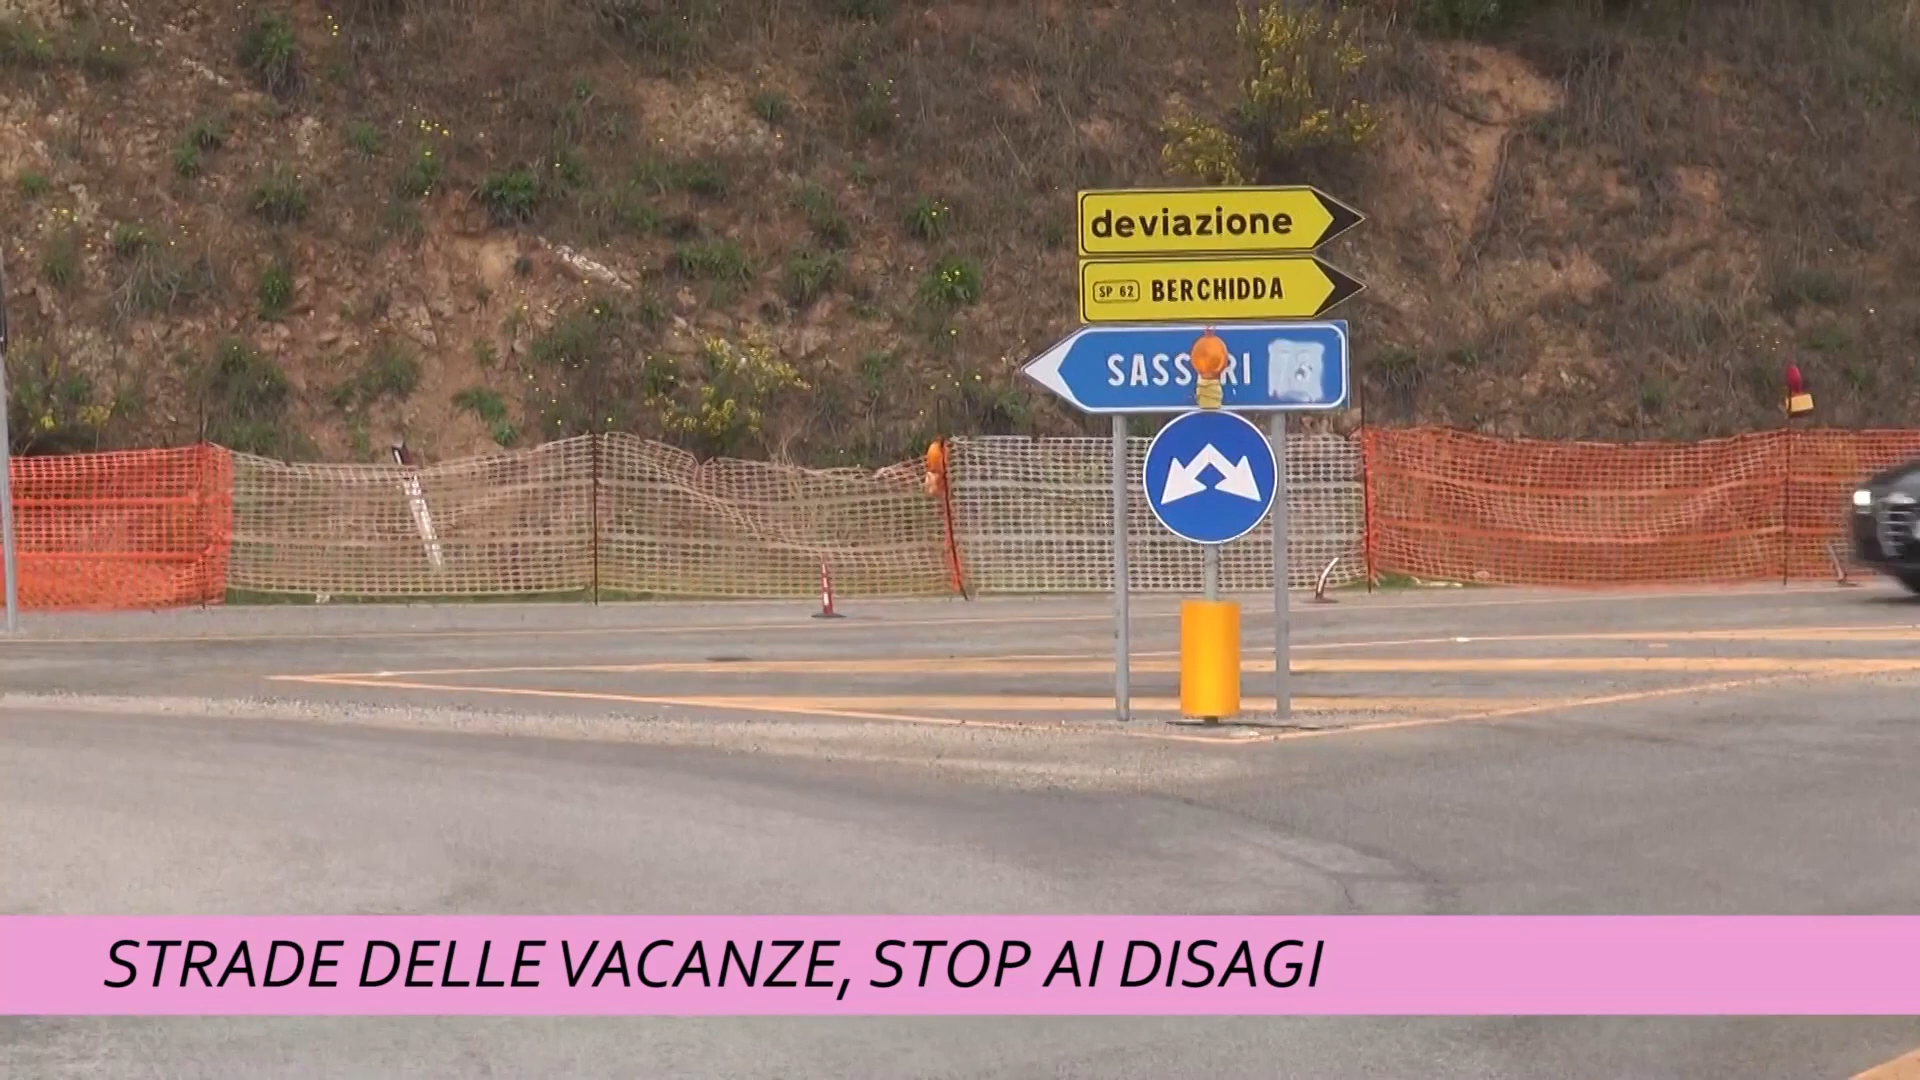 deviazione
SP 62 BERCHIDDA
SASSARI
STRADE DELLE VACANZE, STOP AI DISAGI